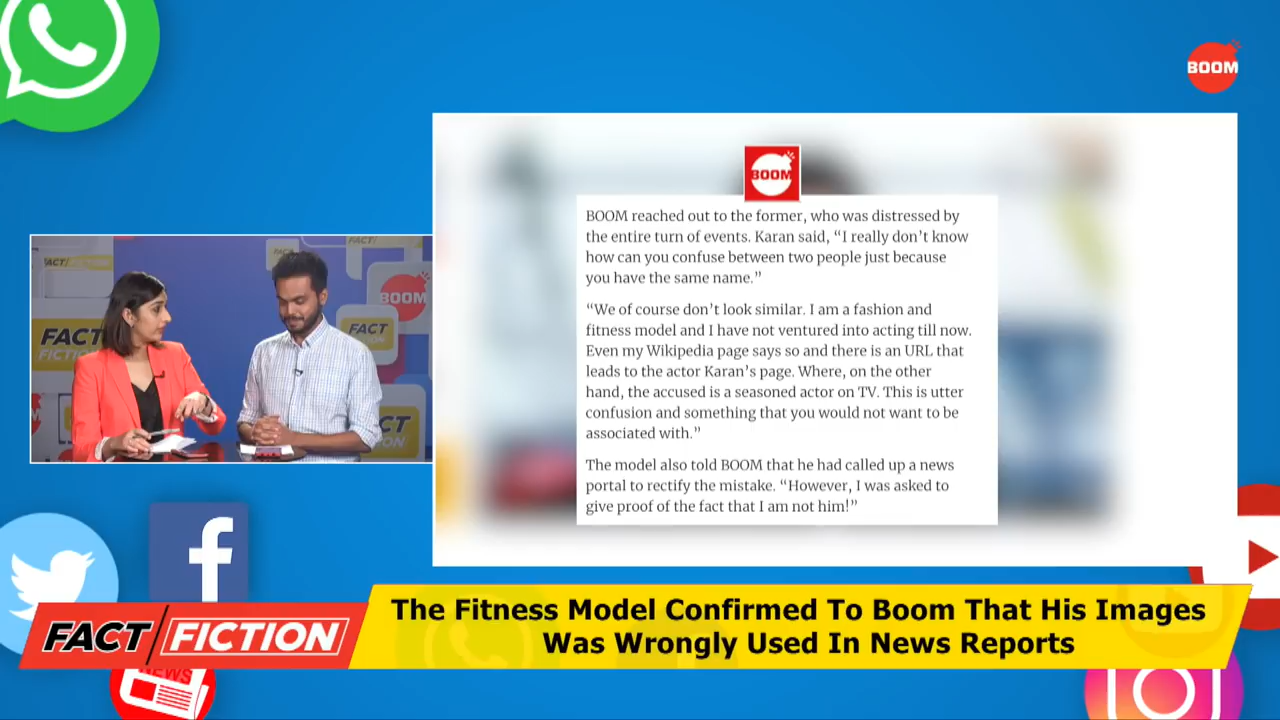 BOOM
BOOM
BOOM reached out to the former, who was distressed by
the entire turn of events. Karan said, “I really don’t know
how can you confuse between two people just because
you have the same name.”
“We of course don’t look similar. I am a fashion and
fitness model and I have not ventured into acting till now.
Even my Wikipedia page says so and there is an URL that
leads to the actor Karan’s page. Where, on the other
hand, the accused is a seasoned actor on TV. This is utter
confusion and something that you would not want to be
associated with.”
The model also told BOOM that he had called up a news
portal to rectify the mistake. “However, I was asked to
give proof of the fact that I am not him!”
FACT/FICTION
BOOM
FACT
FICTION
FACT
The Fitness Model Confirmed To Boom That His Images
Was Wrongly Used In News Reports
FACT FICTION
NEWS